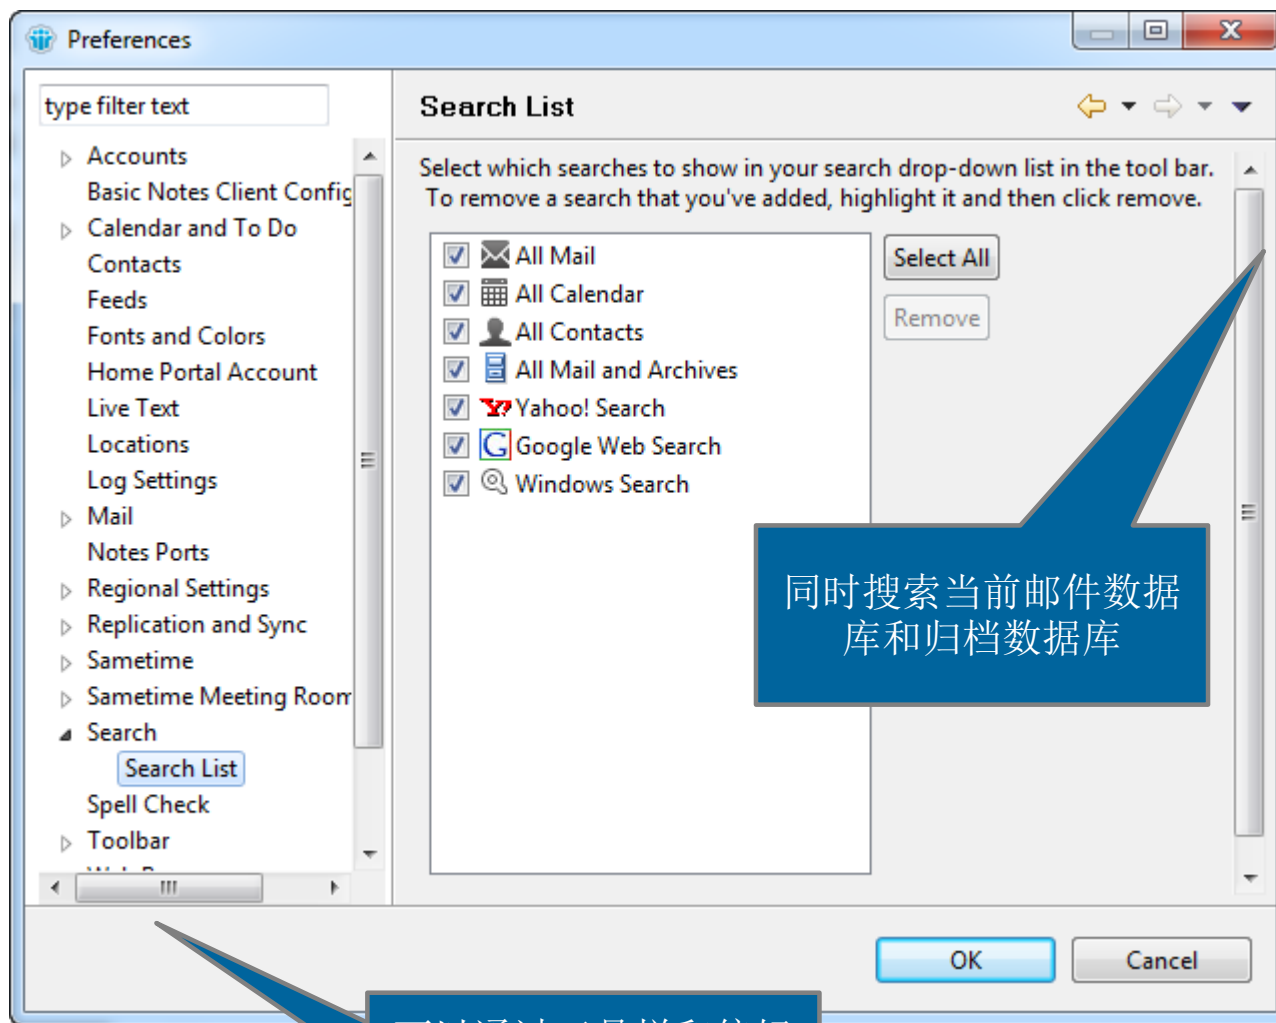 Preferences
type filter text
Accounts
Basic Notes Client Config
Calendar and To Do
Contacts
Feeds
Fonts and Colors
Home Portal Account
Live Text
Locations
Log Settings
Mail
Notes Ports
Regional Settings
Replication and Sync
Sametime
Sametime Meeting Room
Search
Search List
Spell Check
Toolbar
Search List
Select which searches to show in your search drop-down list in the tool bar.
To remove a search that you've added, highlight it and then click remove.
All Mail
All Calendar
All Contacts
All Mail and Archives
Yahoo! Search
Google Web Search
Windows Search
Select All
Remove
同时搜索当前邮件数据
库和归档数据库
OK
Cancel